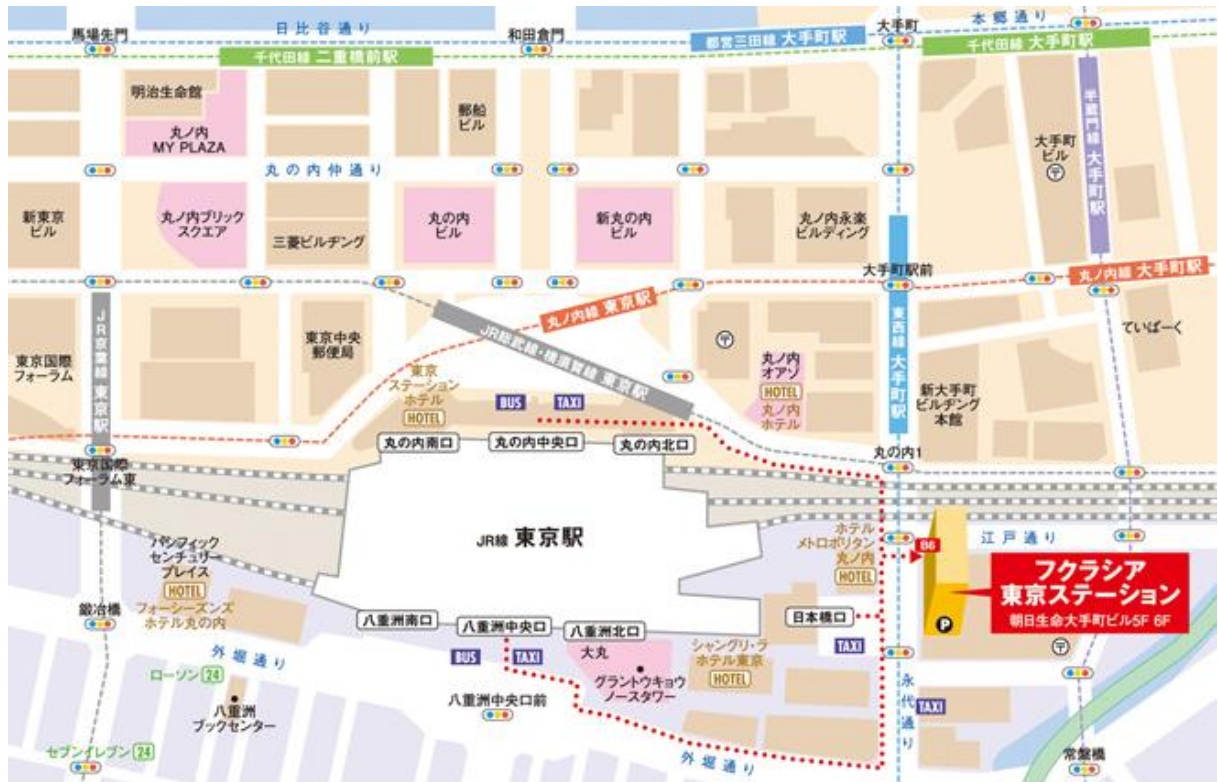 馬場先門
日比谷通り
和田倉門
都営三田線 大手町駅
大手町
本郷通り
千代田線 二重橋前駅
千代田線 大手町駅
半蔵門線 大手町駅
明治生命館
丸ノ内
MY PLAZA
郵船
ビル
大手町
ビル
〒
丸の内仲通り
新東京
ビル
丸ノ内ブリック
スクエア
三菱ビルヂング
丸の内
ビル
新丸の内
ビル
丸ノ内永楽
ビルディング
大手町駅前
丸ノ内線 大手町駅
丸ノ内線 東京駅
JR総武線・横須賀線 東京駅
JR京葉線 東京駅
東西線 大手町駅
東京国際
フォーラム
東京中央
郵便局
東京
ステーション
ホテル
HOTEL
BUS
TAXI
〒
丸ノ内
オアゾ
HOTEL
丸ノ内
ホテル
ていぱーく
新大手町
ビルヂング
本館
丸の内南口
丸の内中央口
丸の内北口
丸の内1
東京国際
フォーラム東
JR線 東京駅
パシフィック
センチュリー
プレイス
HOTEL
フォーシーズンズ
ホテル丸の内
ホテル
メトロポリタン
丸ノ内
HOTEL
B6
江戸通り
フクラシア
東京ステーション
朝日生命大手町ビル5F 6F
P
〒
鍛冶橋
八重洲南口
八重洲中央口
八重洲北口
日本橋口
TAXI
BUS
TAXI
大丸
グラントウキョウ
ノースタワー
シャングリ・ラ
ホテル東京
HOTEL
外堀通り
ローソン 24
八重洲
ブックセンター
八重洲中央口前
セブンイレブン 24
外堀通り
永代通り
TAXI
常盤橋